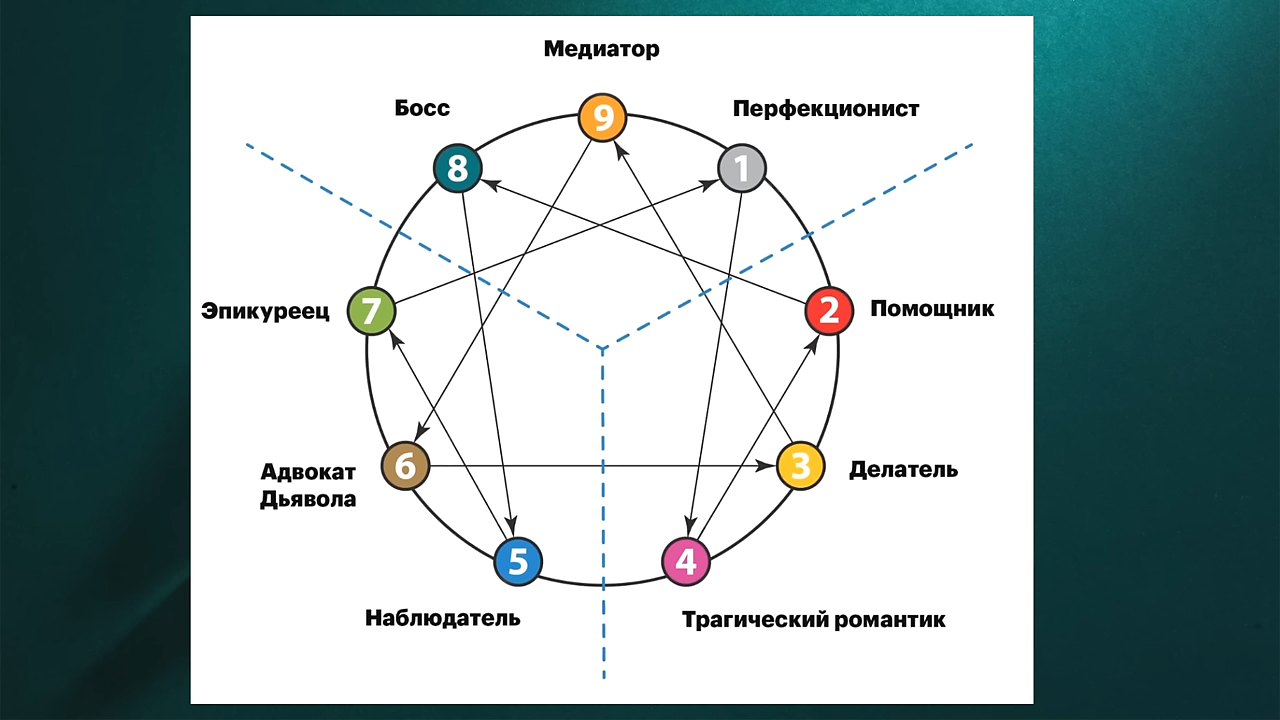 Медиатор
Босс
Перфекционист
9
8
1
Эпикуреец
7
2
Помощник
Адвокат
Дьявола
6
3
Делатель
5
4
Наблюдатель
Трагический романтик